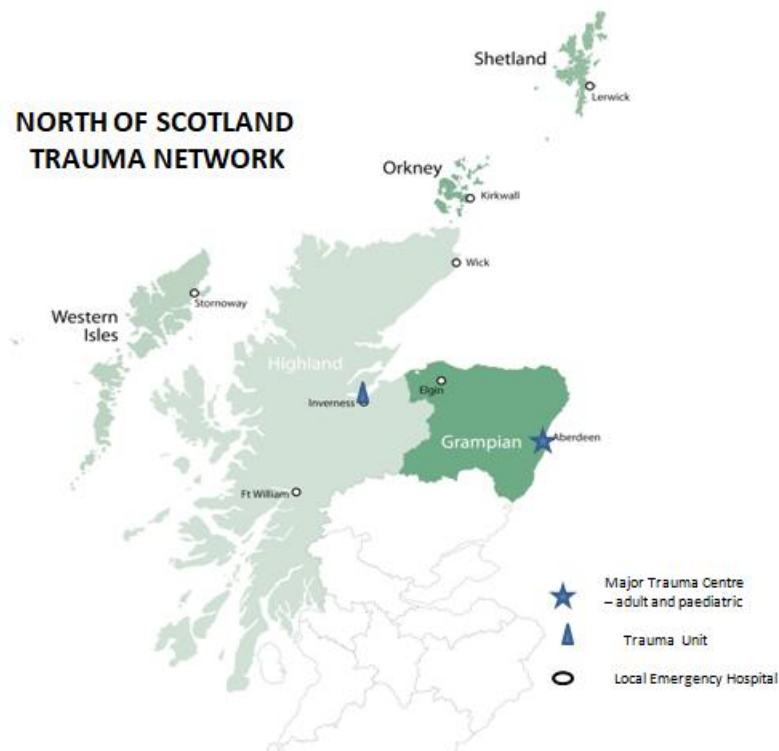 NORTH OF SCOTLAND
TRAUMA NETWORK
Shetland
Lerwick
Orkney
Kirkwall
Wick
Stornoway
Western
Isles
Highland
Elgin
Inverness
Grampian
Aberdeen
Ft William
Major Trauma Centre
– adult and paediatric
Trauma Unit
Local Emergency Hospital